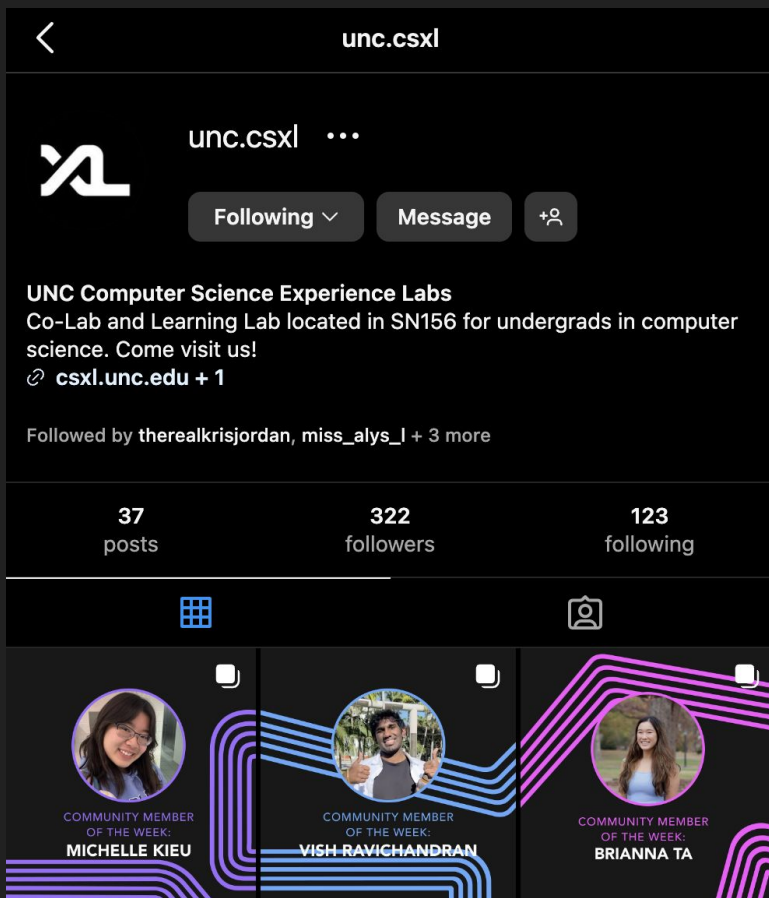 unc.csxl
unc.csxl
XL
Following
Message
UNC Computer Science Experience Labs
Co-Lab and Learning Lab located in SN156 for undergrads in computer
science. Come visit us!
csxl.unc.edu + 1
Followed by therealkrisjordan, miss_alys_l + 3 more
37
posts
322
followers
123
following
COMMUNITY MEMBER
OF THE WEEK:
MICHELLE KIEU
COMMUNITY MEMBER
OF THE WEEK:
VISH RAVICHANDRAN
COMMUNITY MEMBER
OF THE WEEK:
BRIANNA TA